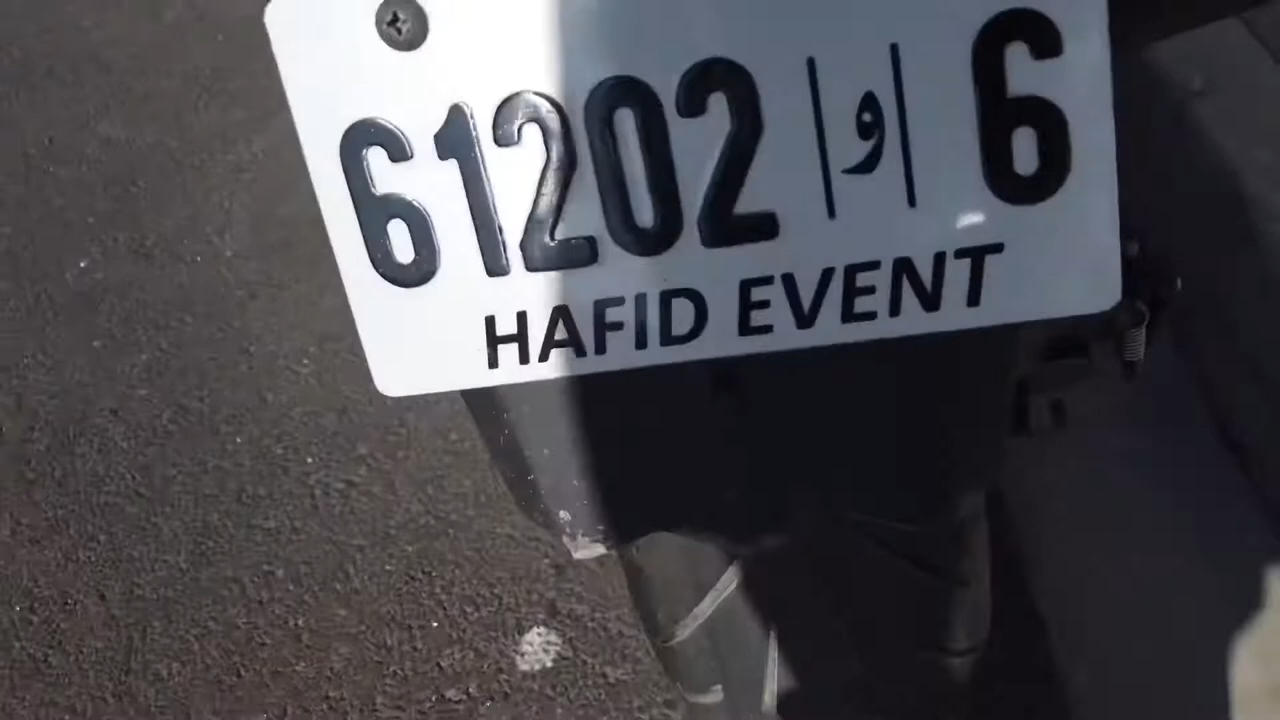 61202 | و | 6
HAFID EVENT